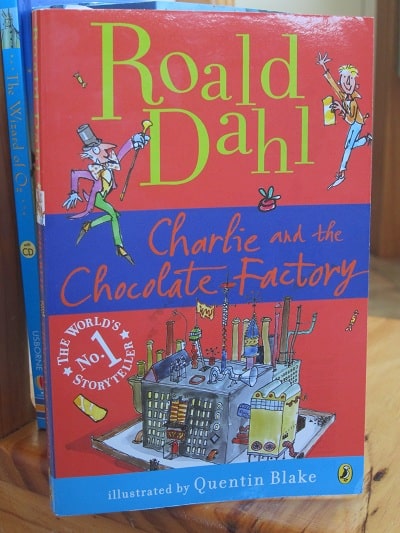 Roald
Dahl
Charlie and the
Chocolate Factory
THE WORLD'S
No. 1
STORYTELLER
illustrated by Quentin Blake
The Wizard of Oz
USBORNE